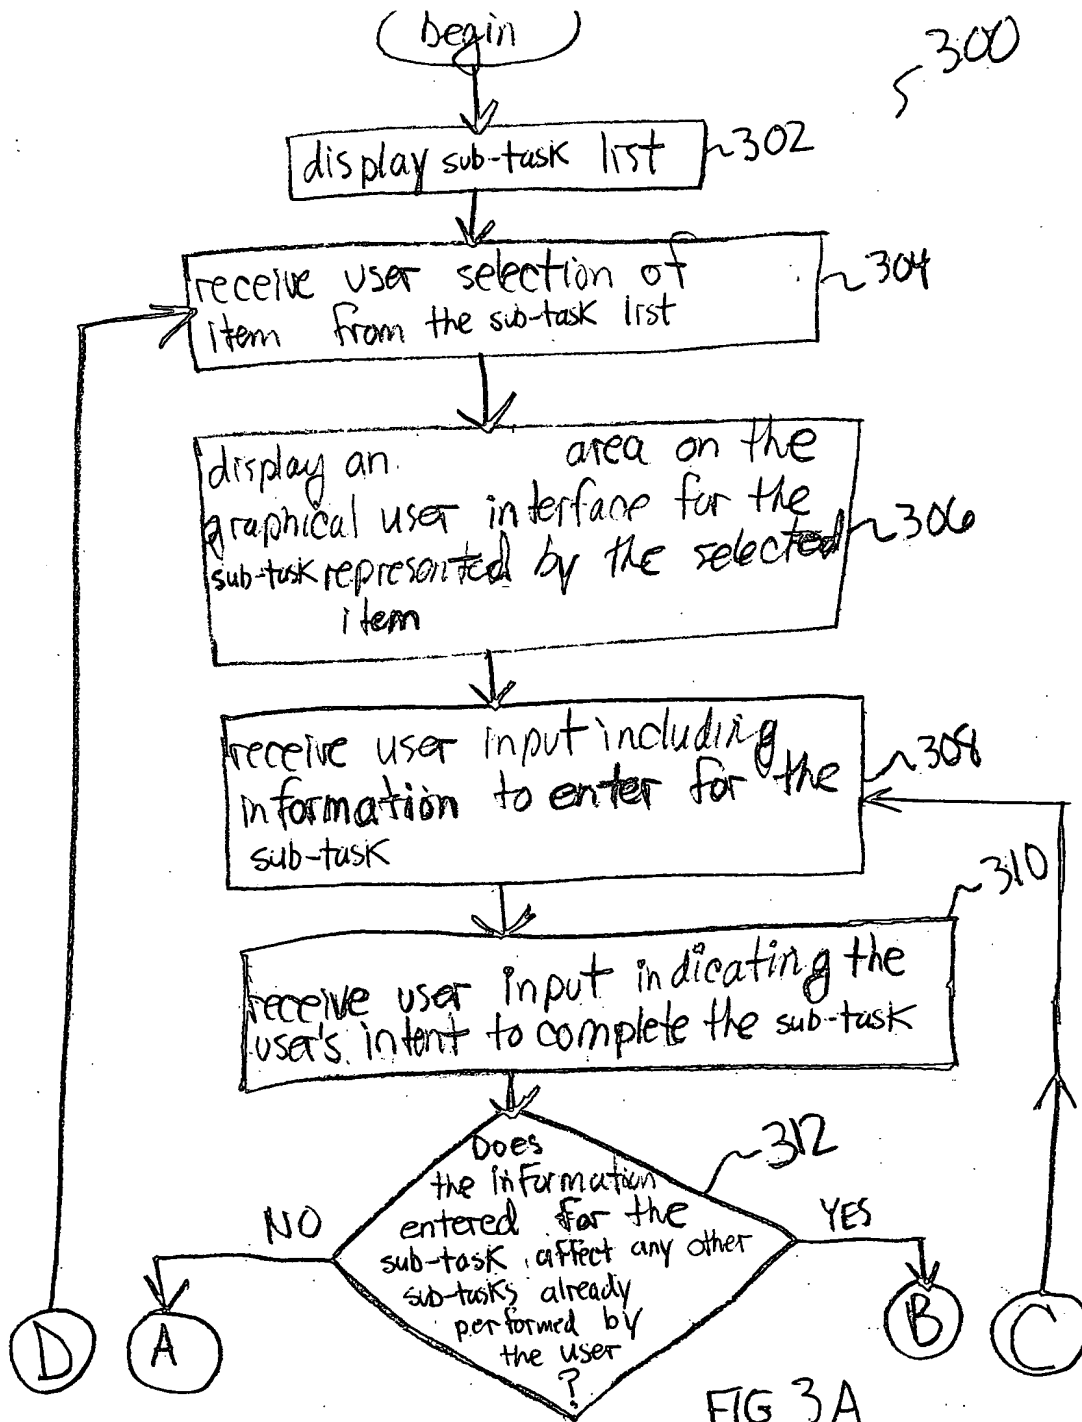 begin
300
display sub-task list
302
receive user selection of
item from the sub-task list
304
display an area on the
graphical user interface for the
sub-task represented by the selected
item
306
receive user input including
information to enter for the
sub-task
308
310
receive user input indicating the
user's intent to complete the sub-task
312
Does
the information
entered for the
sub-task affect any other
sub-tasks already
performed by
the user
?
NO
YES
D
A
B
C
FIG 3A